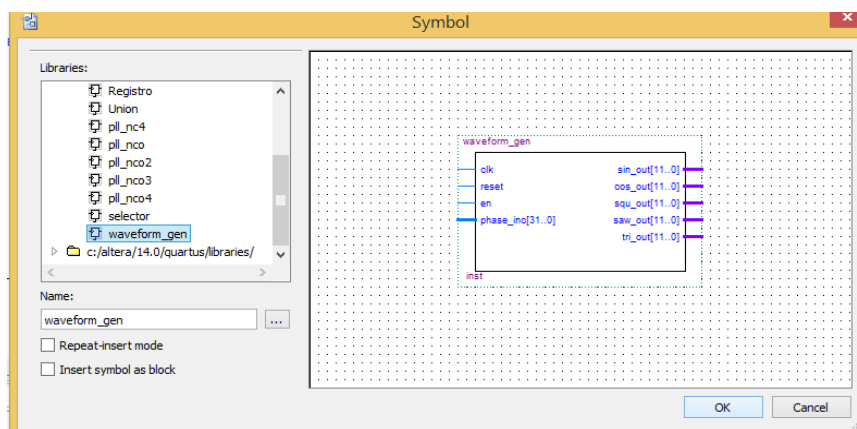 Symbol
x
Libraries:
Registro
Union
pll_nc4
pll_nco
pll_nco2
pll_nco3
pll_nco4
selector
waveform_gen
c:/altera/14.0/quartus/libraries/
Name:
waveform_gen
...
Repeat-insert mode
Insert symbol as block
waveform_gen
clk sin_out[11..0]
reset cos_out[11..0]
en squ_out[11..0]
phase_inc[31..0] saw_out[11..0]
tri_out[11..0]
inst
OK Cancel